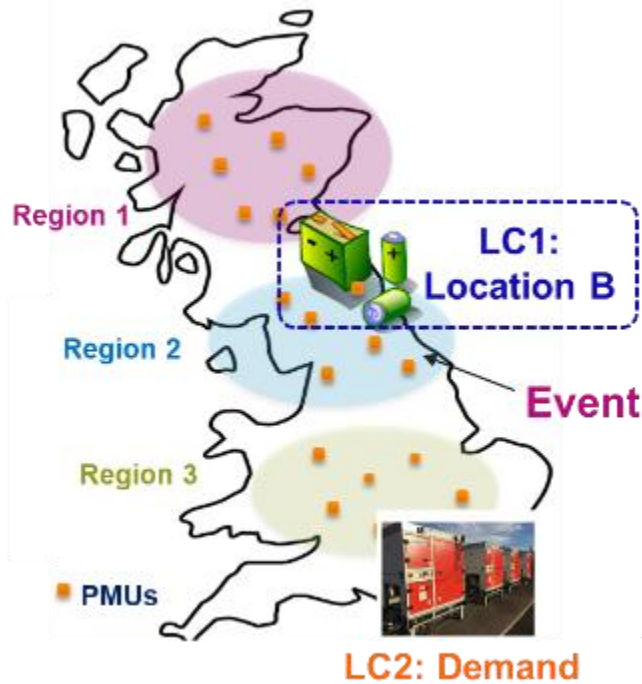 Region 1
LC1:
Location B
Region 2
Event
Region 3
PMUs
LC2: Demand